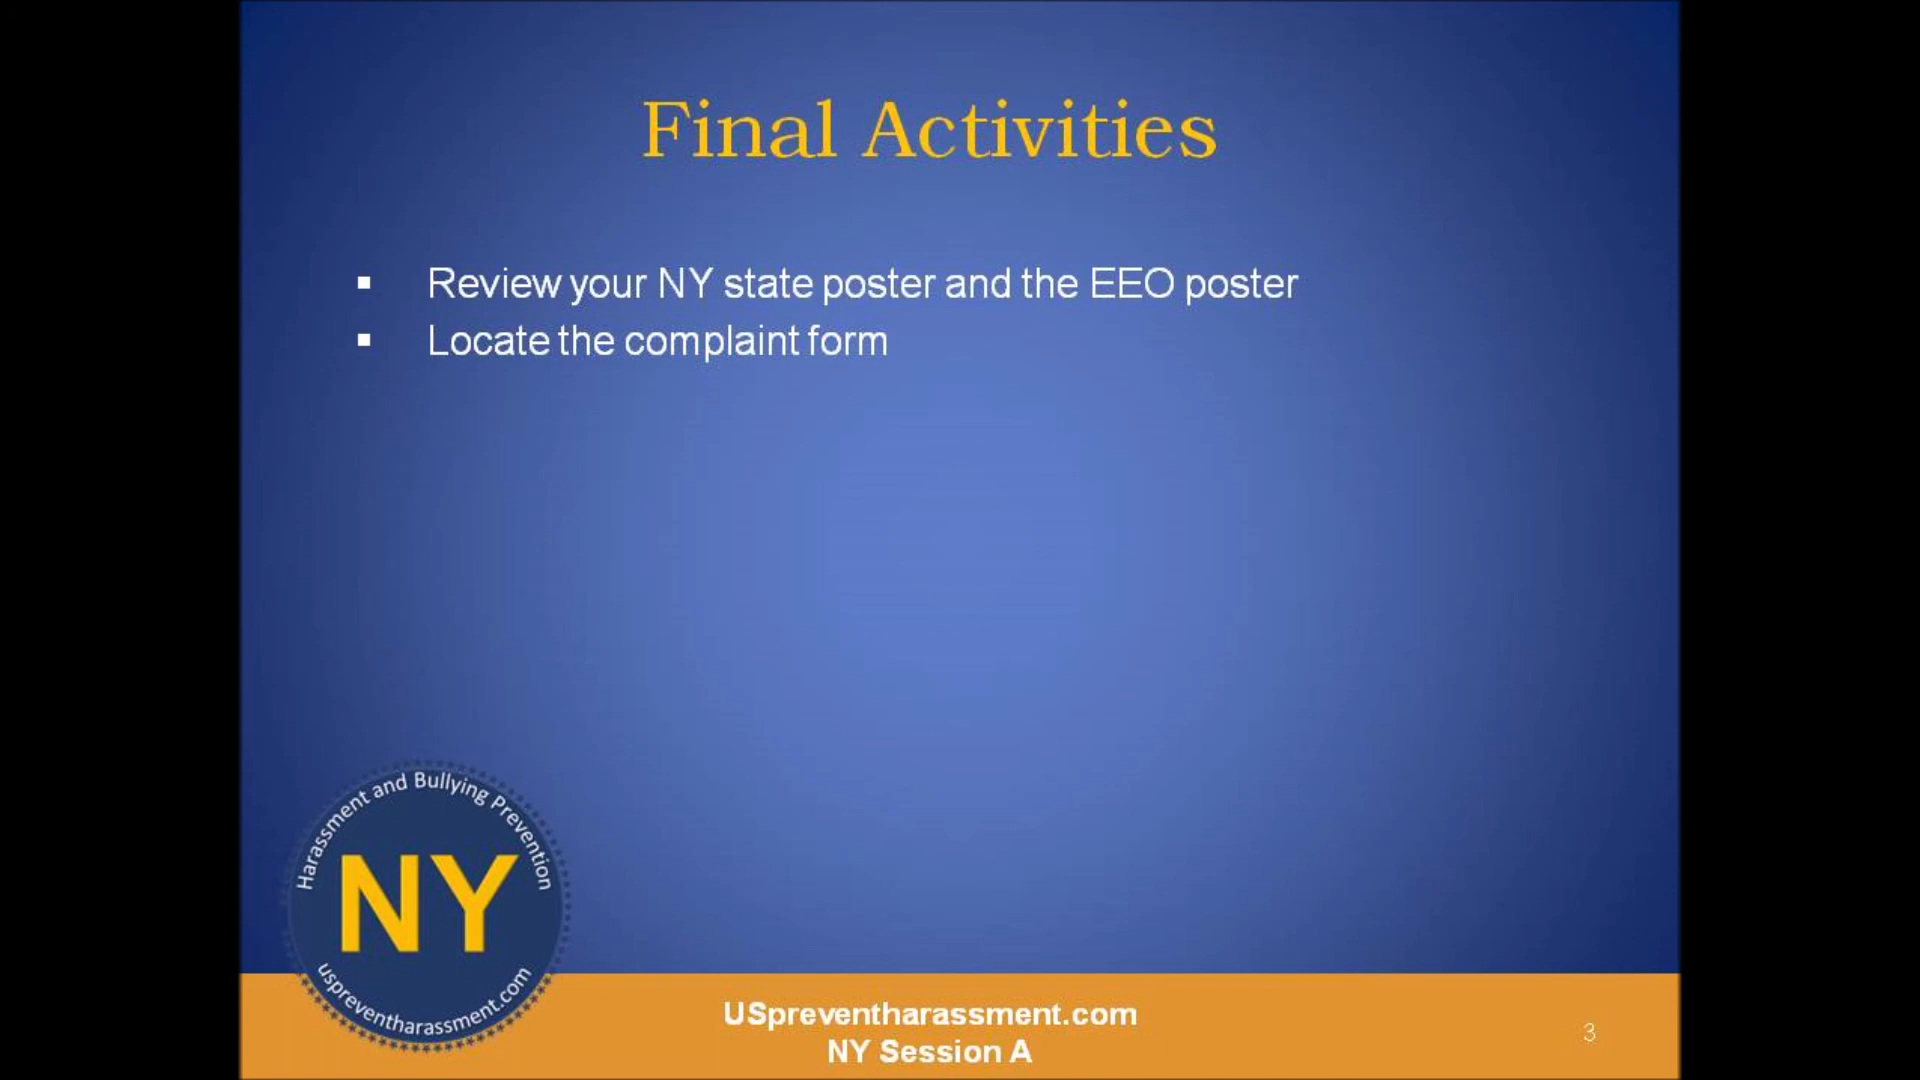 Final Activities
Review your NY state poster and the EEO poster
Locate the complaint form
Harassment and Bullying Prevention
NY
uspreventharassment.com
USpreventharassment.com
NY Session A
3